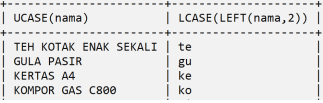 +---------------------+----------------------+
| UCASE(nama) | LCASE(LEFT(nama,2)) |
+---------------------+----------------------+
| TEH KOTAK ENAK SEKALI | te |
| GULA PASIR | gu |
| KERTAS A4 | ke |
| KOMPOR GAS C800 | ko |